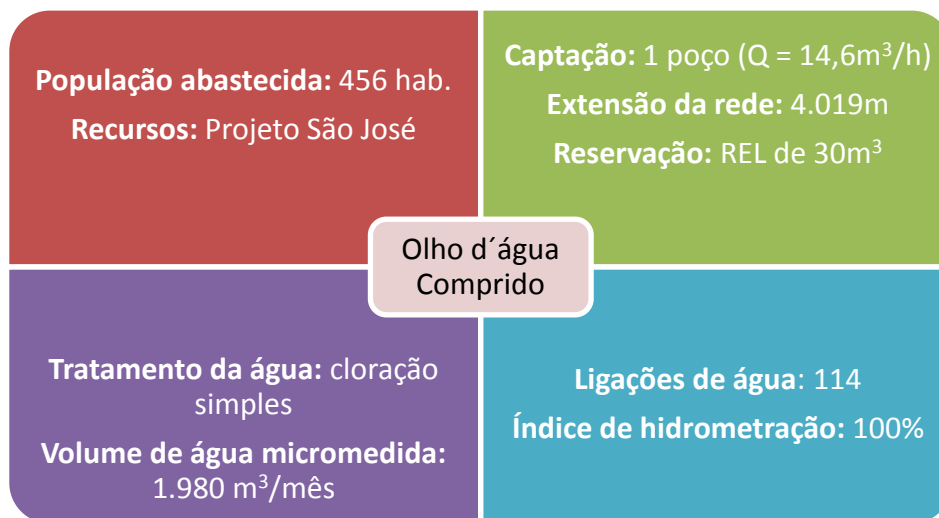 População abastecida: 456 hab.
Recursos: Projeto São José
Captação: 1 poço (Q = 14,6m³/h)
Extensão da rede: 4.019m
Reservação: REL de 30m³
Olho d´água
Comprido
Tratamento da água: cloração
simples
Volume de água micromedida:
1.980 m³/mês
Ligações de água: 114
Índice de hidrometração: 100%